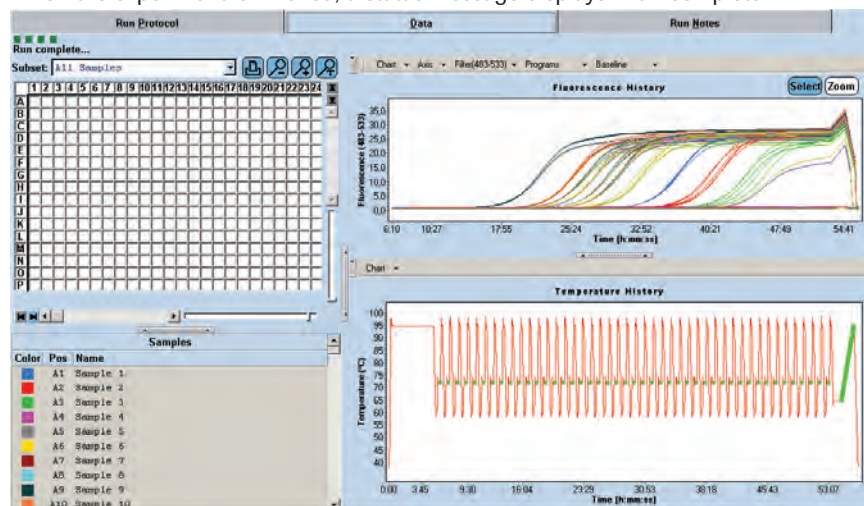 Run Protocol Data Run Notes
Run complete...
Subset: All Samples
Chart Axis Filter(483-533) Programs Baseline
Fluorescence History
Select Zoom
1 2 3 4 5 6 7 8 9 10 11 12 13 14 15 16 17 18 19 20 21 22 23 24
A
B
C
D
E
F
G
H
I
J
K
L
M
N
O
P
Fluorescence (483-533)
35,0
30,0
25,0
20,0
15,0
10,0
5,0
0,0
6:10 10:27 17:55 25:24 32:52 40:21 47:49 54:41
Time [h:mm:ss]
Chart
Temperature History
Temperature (°C)
100
95
90
85
80
75
70
65
60
55
50
45
40
0:00 3:45 9:30 16:04 23:29 30:53 38:18 45:43 53:07
Time [h:mm:ss]
Samples
Color Pos Name
A1 Sample 1
A2 Sample 2
A3 Sample 3
A4 Sample 4
A5 Sample 5
A6 Sample 6
A7 Sample 7
A8 Sample 8
A9 Sample 9
A10 Sample 10